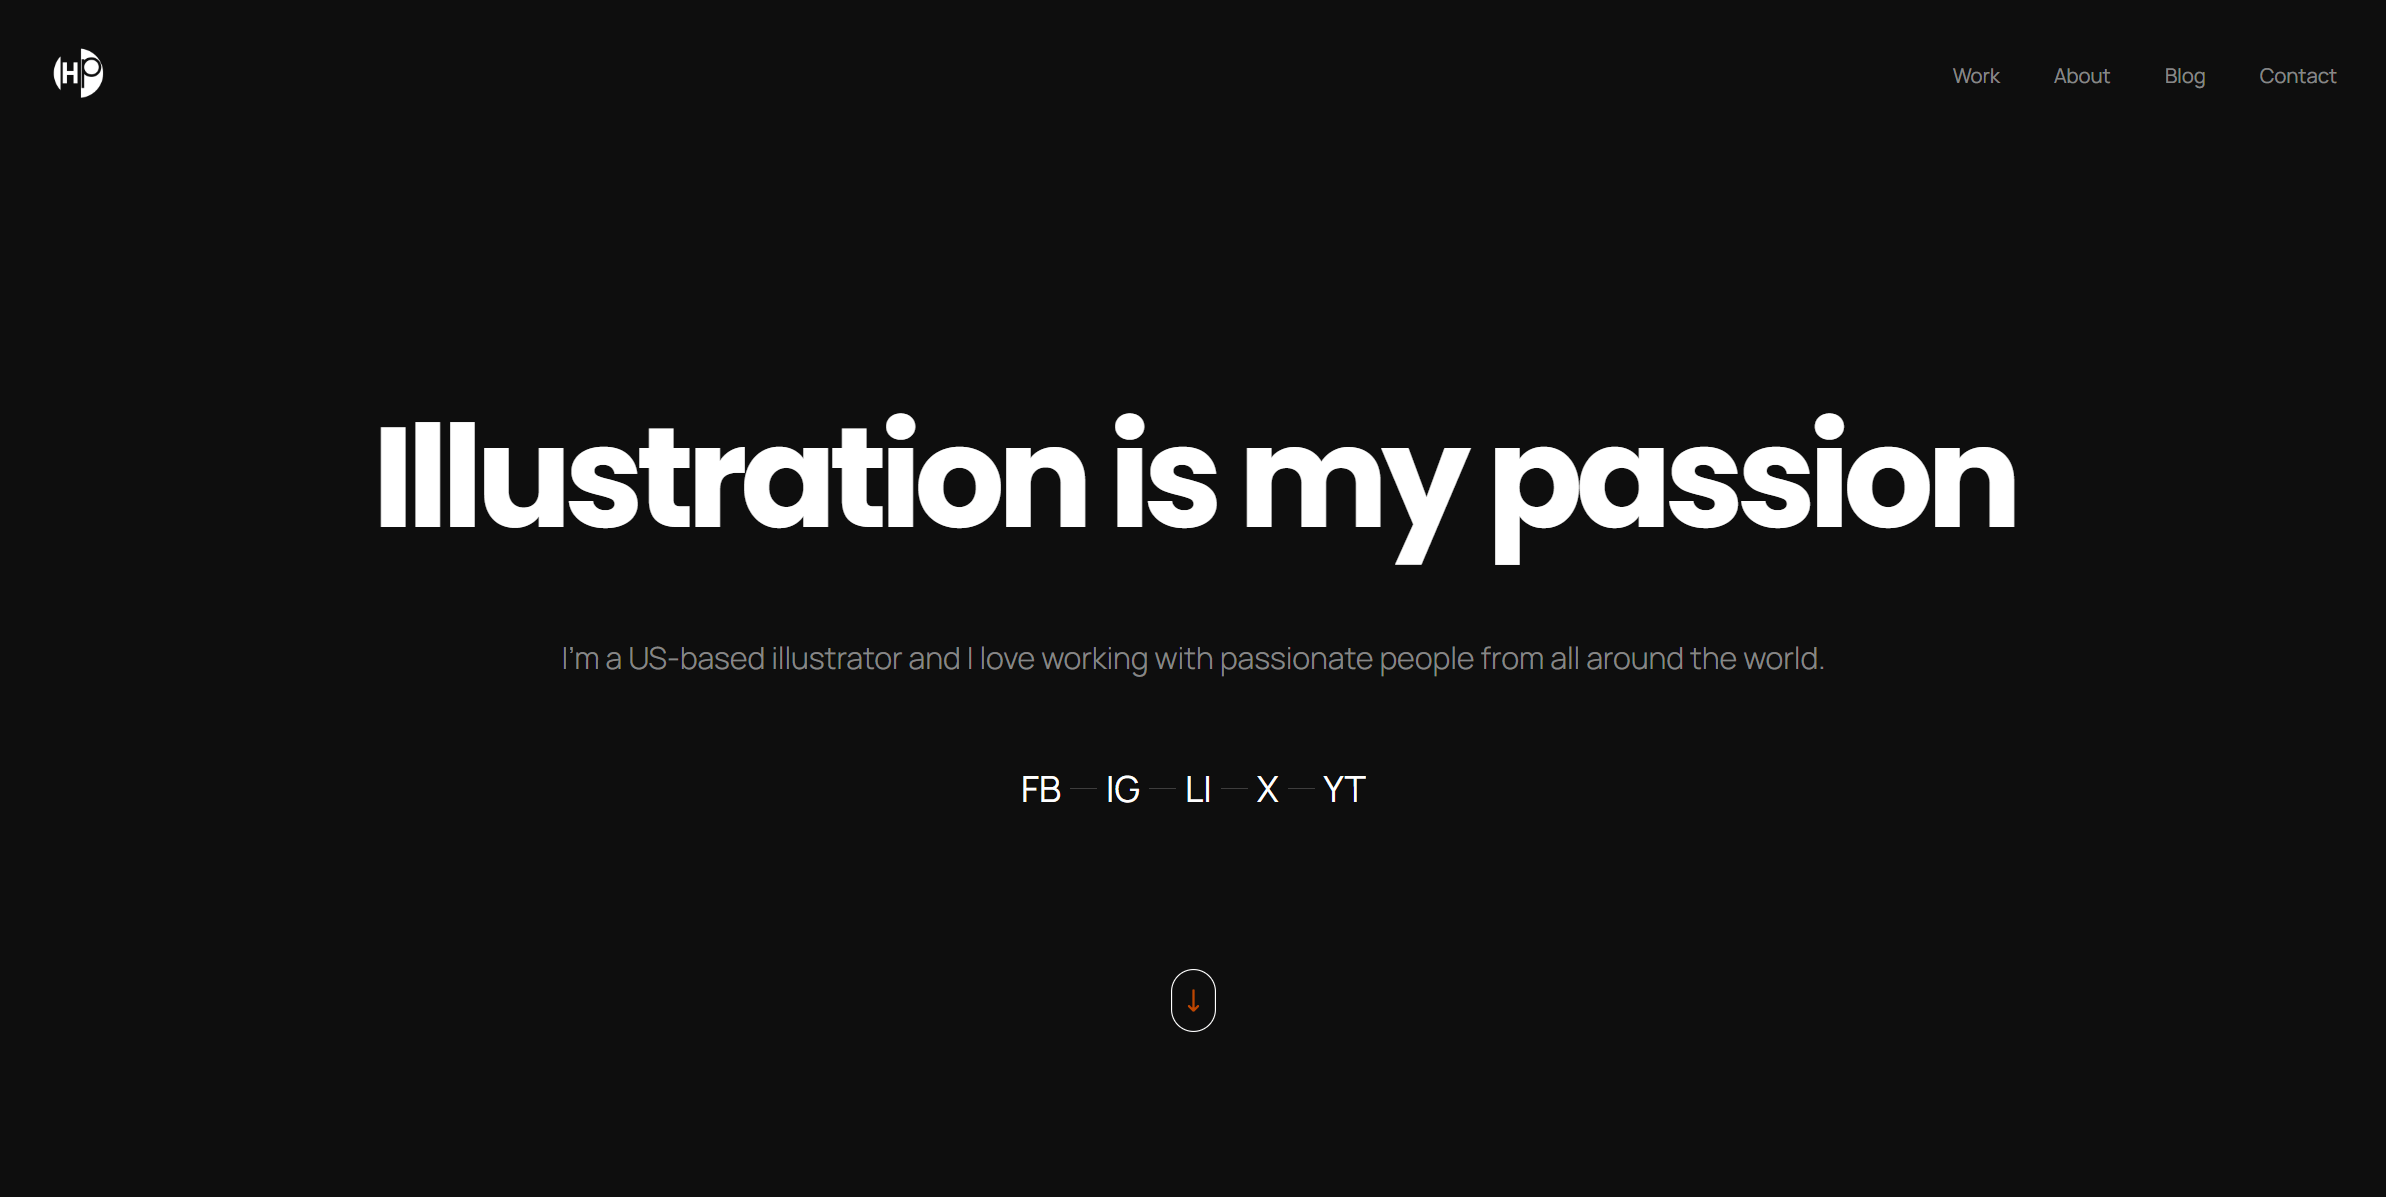 HP
Work About Blog Contact
Illustration is my passion
I'm a US-based illustrator and I love working with passionate people from all around the world.
FB — IG — LI — X — YT